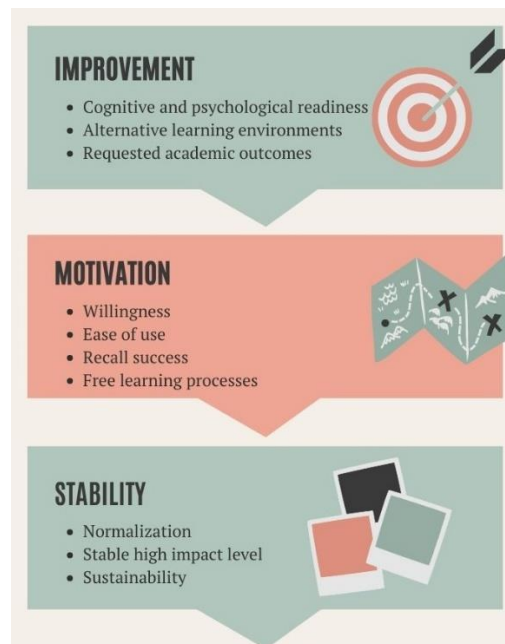 IMPROVEMENT
• Cognitive and psychological readiness
• Alternative learning environments
• Requested academic outcomes
MOTIVATION
• Willingness
• Ease of use
• Recall success
• Free learning processes
STABILITY
• Normalization
• Stable high impact level
• Sustainability